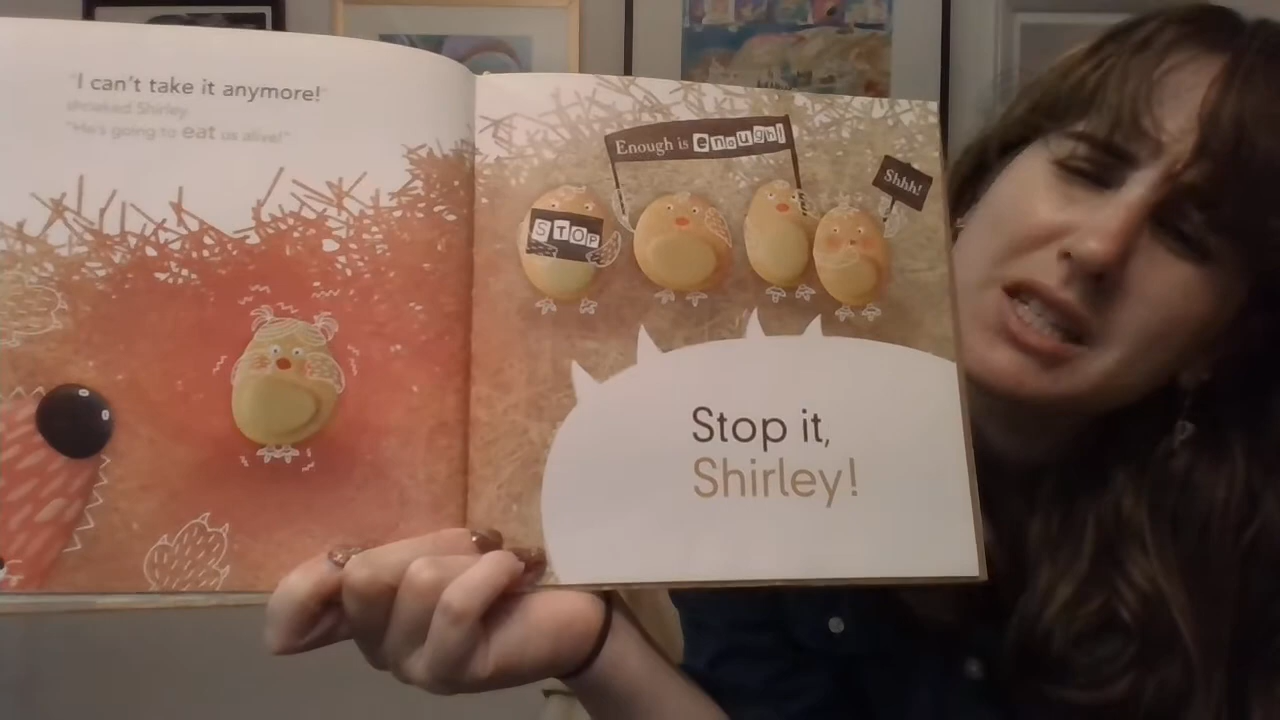 "I can't take it anymore!"
shrieked Shirley.
"He's going to eat us alive!"
Enough is enough!
Shhh!
STOP
Stop it,
Shirley!